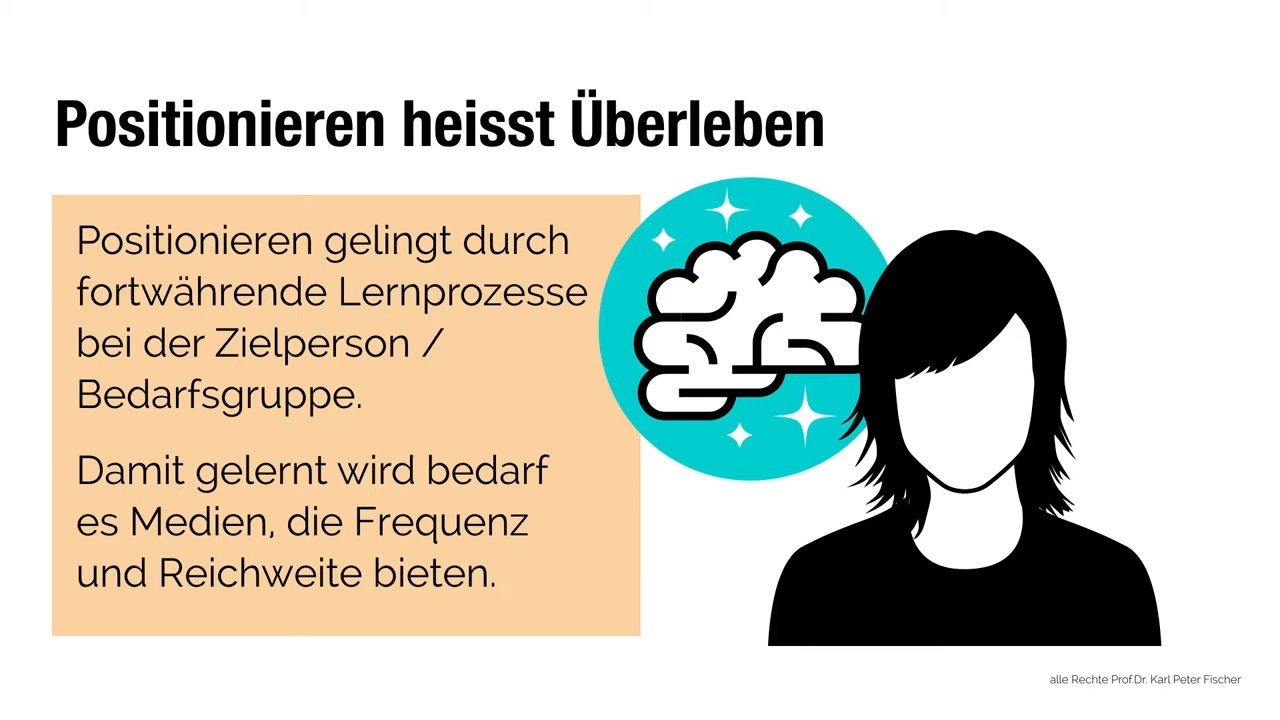 Positionieren heisst Überleben
Positionieren gelingt durch
fortwährende Lernprozesse
bei der Zielperson /
Bedarfsgruppe.
Damit gelernt wird bedarf
es Medien, die Frequenz
und Reichweite bieten.
alle Rechte Prof.Dr. Karl Peter Fischer